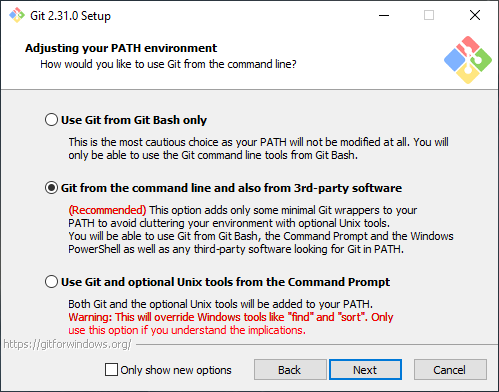 Git 2.31.0 Setup
Adjusting your PATH environment
How would you like to use Git from the command line?
Use Git from Git Bash only
This is the most cautious choice as your PATH will not be modified at all. You will
only be able to use the Git command line tools from Git Bash.
Git from the command line and also from 3rd-party software
(Recommended) This option adds only some minimal Git wrappers to your
PATH to avoid cluttering your environment with optional Unix tools.
You will be able to use Git from Git Bash, the Command Prompt and the Windows
PowerShell as well as any third-party software looking for Git in PATH.
Use Git and optional Unix tools from the Command Prompt
Both Git and the optional Unix tools will be added to your PATH.
Warning: This will override Windows tools like "find" and "sort". Only
use this option if you understand the implications.
https://gitforwindows.org/
Only show new options
Back
Next
Cancel